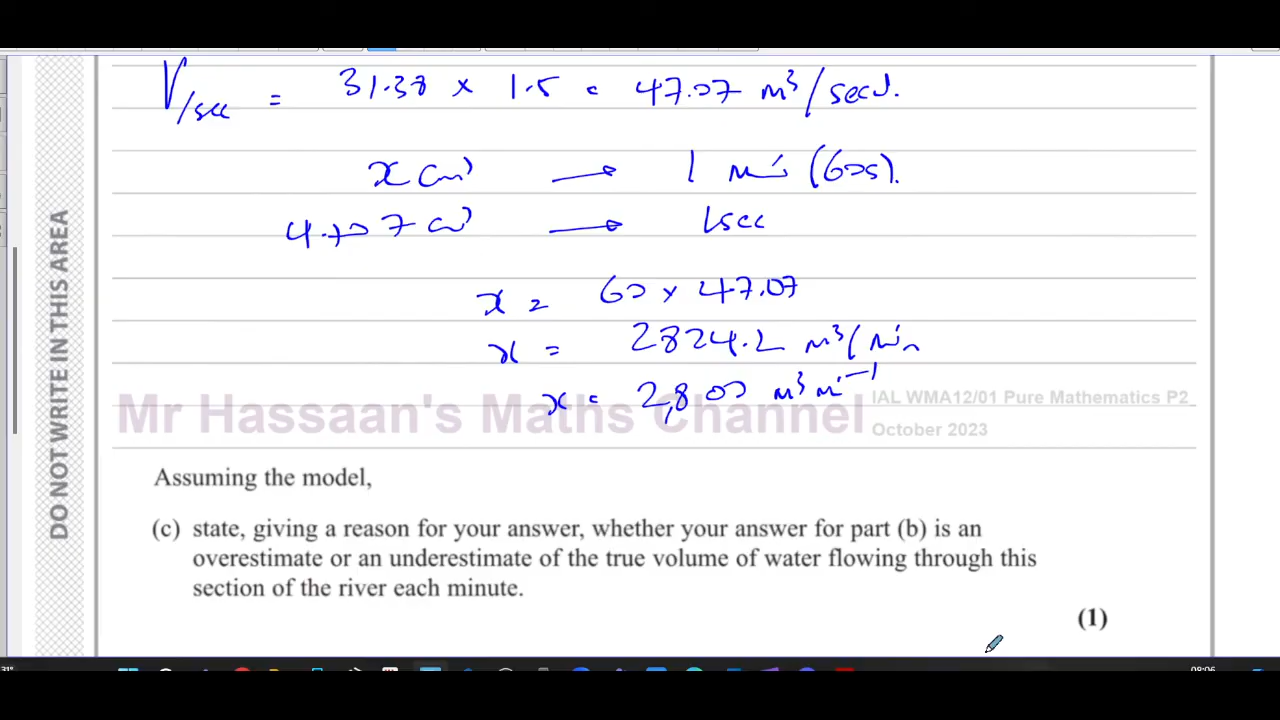 V/sec = 31.38 × 1.5 = 47.07 m³/sec.
x (m³) → 1 min (60s).
→ 1sec
x = 60 × 47.07
x = 2824.2 m³/min
x = 2,800 m³ min⁻¹
Mr Hassaan's Maths Channel
IAL WMA12/01 Pure Mathematics P2
October 2023
DO NOT WRITE IN THIS AREA
Assuming the model,
(c) state, giving a reason for your answer, whether your answer for part (b) is an
overestimate or an underestimate of the true volume of water flowing through this
section of the river each minute.
(1)
31°
08:06